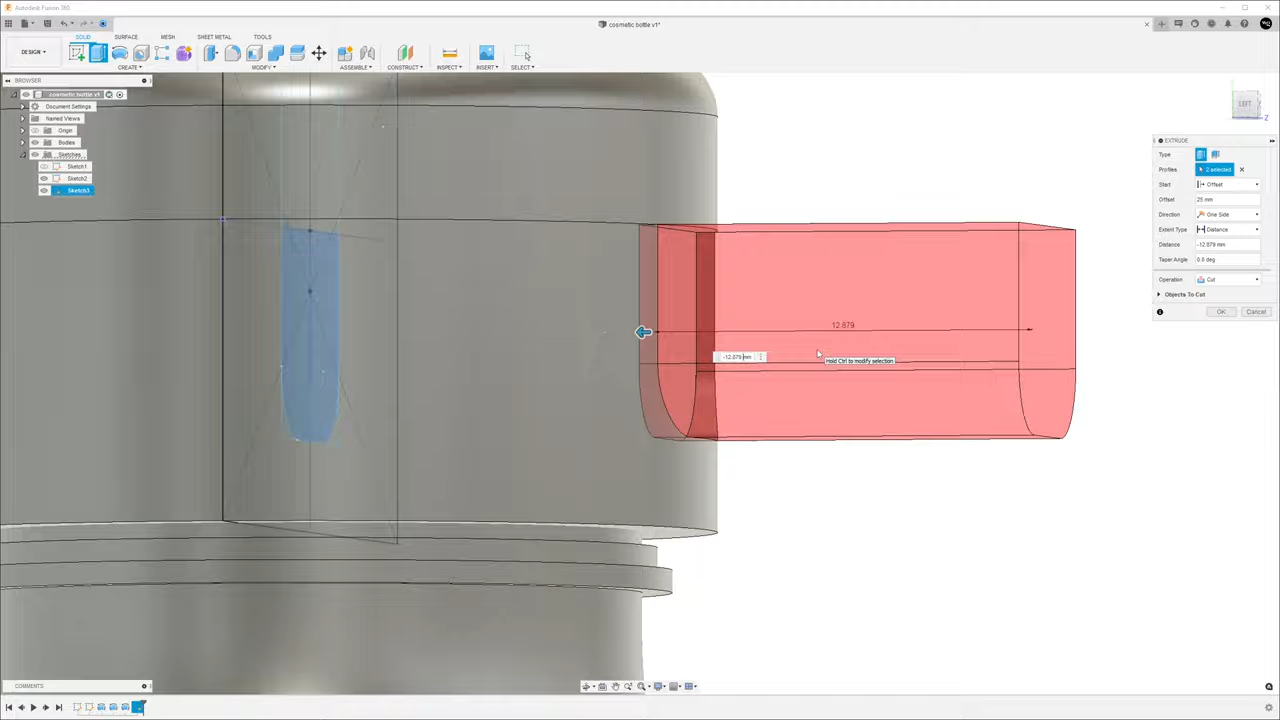 Autodesk Fusion 360
cosmetic bottle v1*
DESIGN
SOLID SURFACE MESH SHEET METAL TOOLS
CREATE MODIFY ASSEMBLE CONSTRUCT INSPECT INSERT SELECT
BROWSER
cosmetic bottle v1
Document Settings
Named Views
Origin
Bodies
Sketches
Sketch1
Sketch2
Sketch3
LEFT
Z
EXTRUDE
Type
Profiles 2 selected
Start Offset
Offset 25 mm
Direction One Side
Extent Type Distance
Distance -12.879 mm
Taper Angle 0.0 deg
Operation Cut
Objects To Cut
OK Cancel
12.879
-12.879 mm
Hold Ctrl to modify selection
COMMENTS